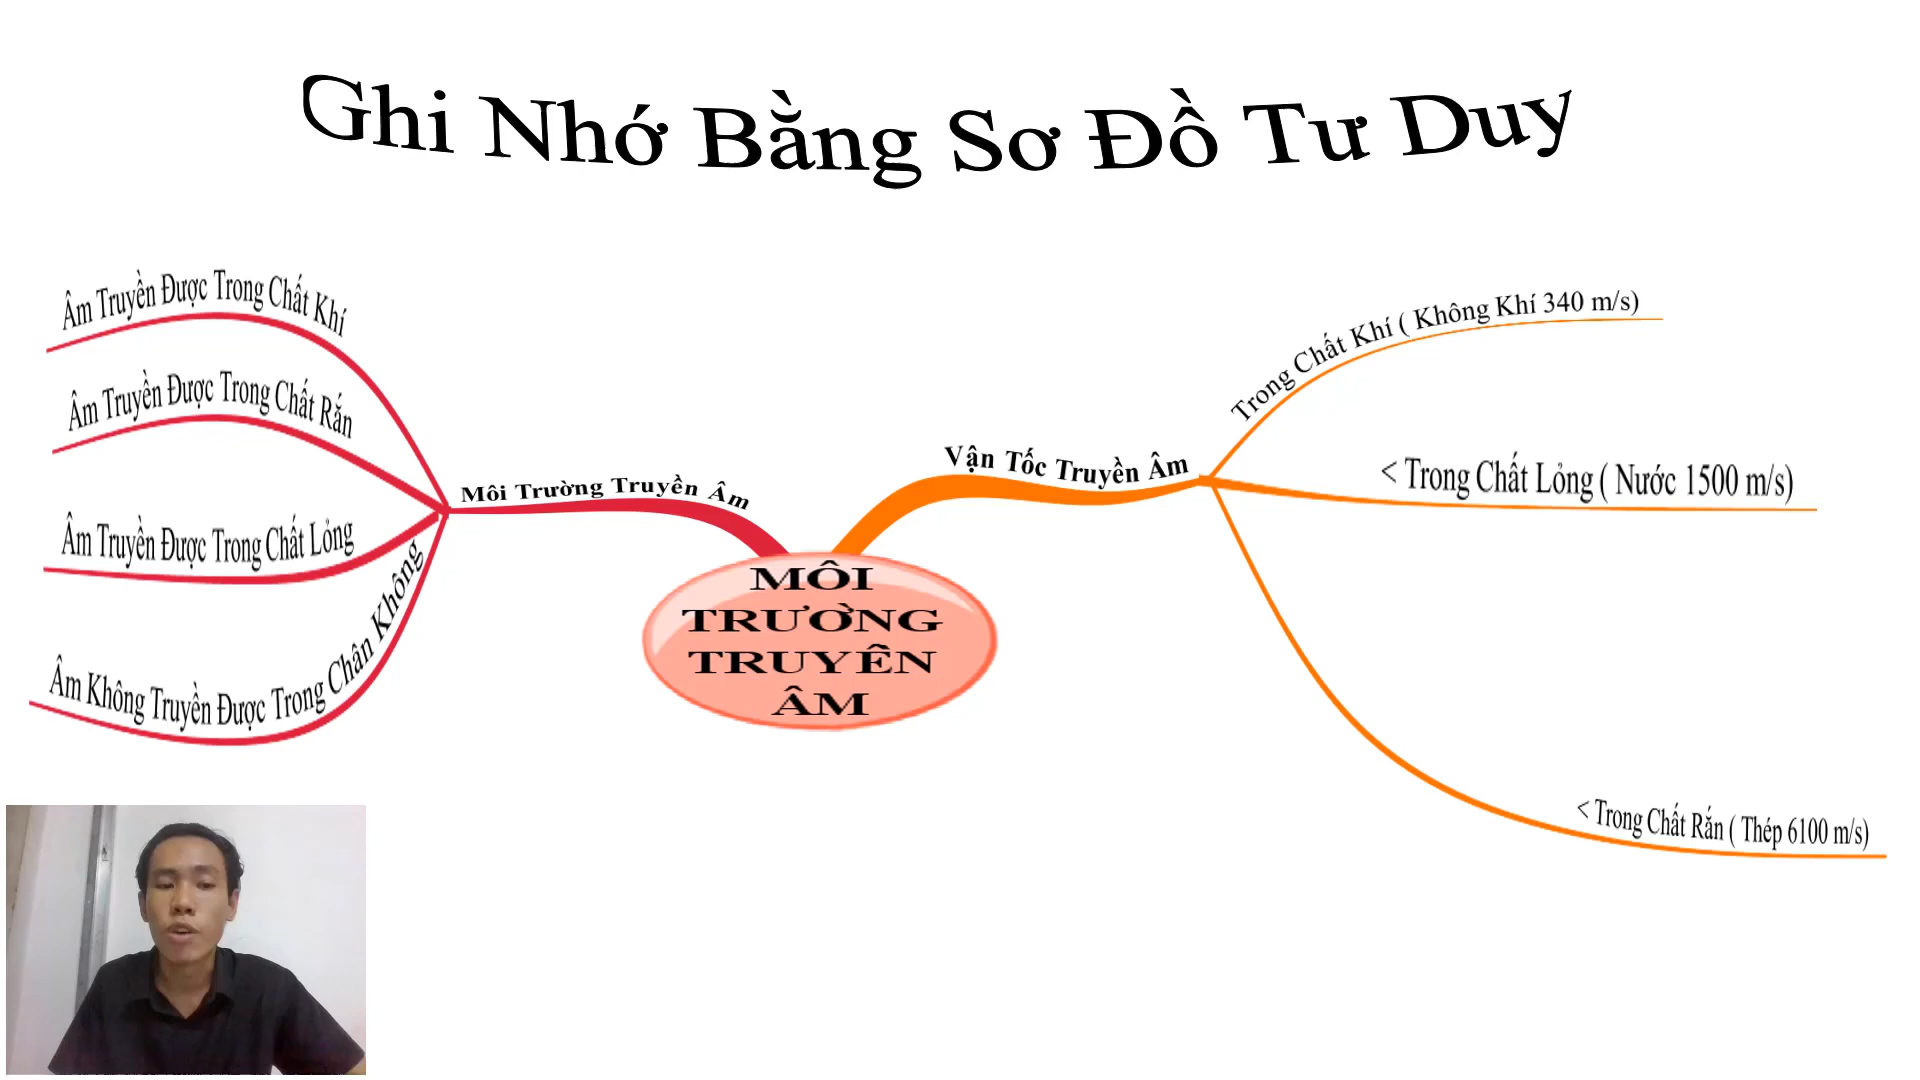 Ghi Nhớ Bằng Sơ Đồ Tư Duy
Âm Truyền Được Trong Chất Khí
Âm Truyền Được Trong Chất Rắn
Âm Truyền Được Trong Chất Lỏng
Âm Không Truyền Được Trong Chân Không
Môi Trường Truyền Âm
MÔI
TRƯỜNG
TRUYỀN
ÂM
Vận Tốc Truyền Âm
Trong Chất Khí ( Không Khí 340 m/s)
< Trong Chất Lỏng ( Nước 1500 m/s)
< Trong Chất Rắn ( Thép 6100 m/s)